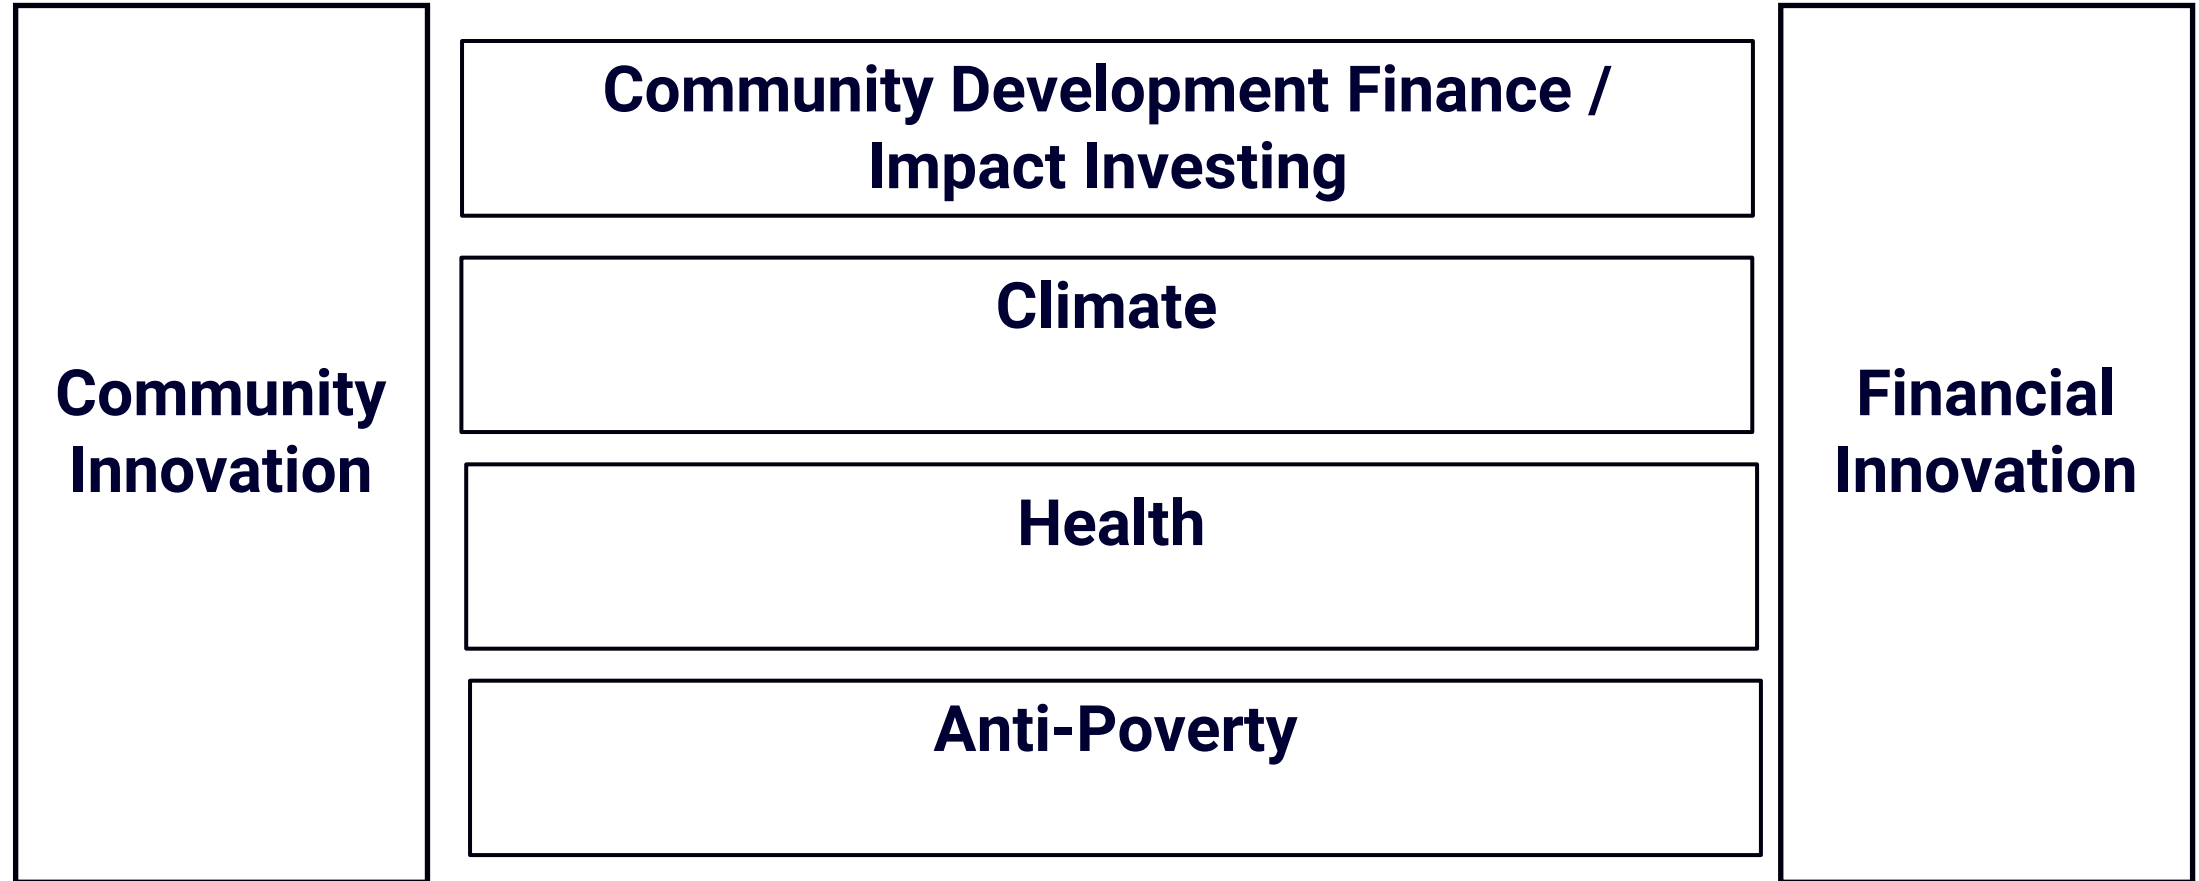 Community
Innovation
Community Development Finance /
Impact Investing
Climate
Health
Anti-Poverty
Financial
Innovation